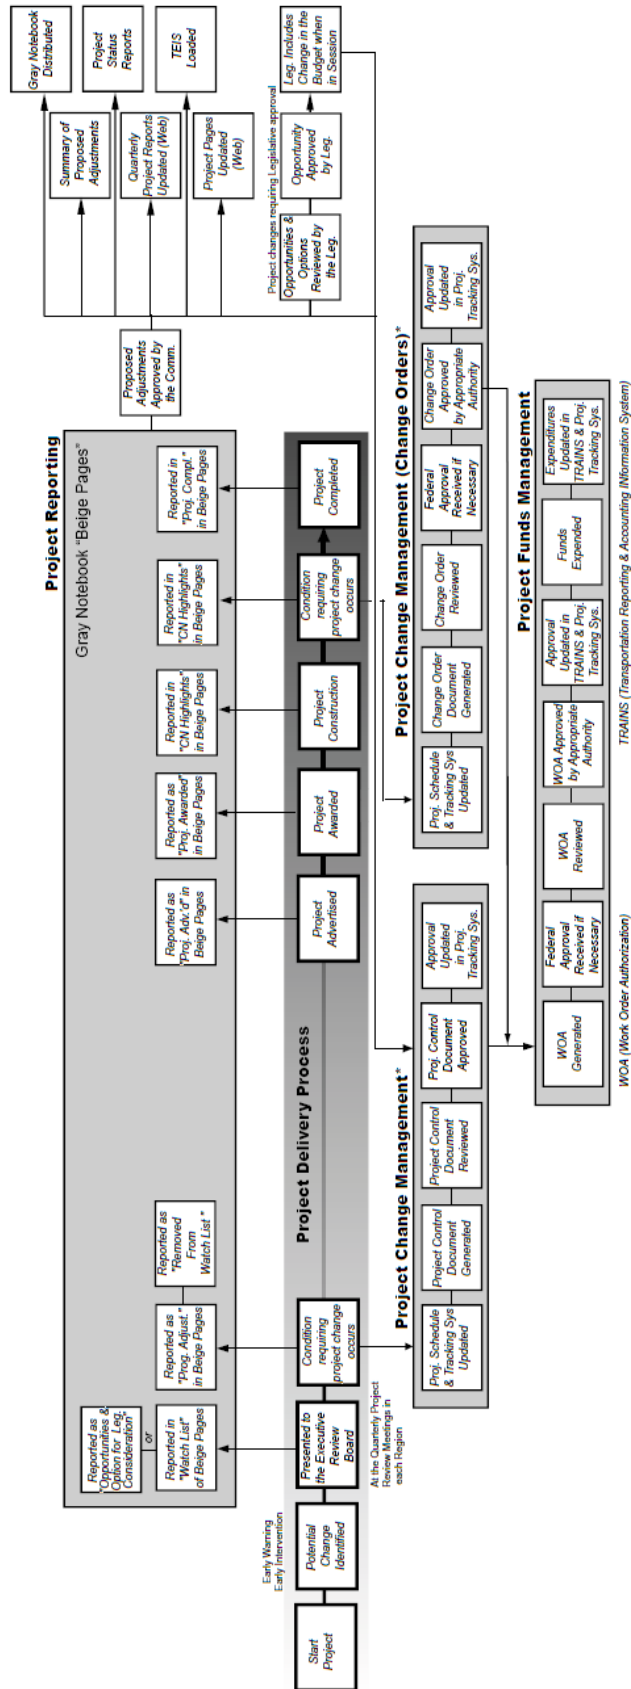 Project Reporting
Gray Notebook "Beige Pages"
Reported as
"Opportunities &
Option for Leg.
Consideration"
or
Reported in
"Watch List"
of Beige Pages
Reported as
"Prog. Adjust."
in Beige Pages
Reported as
"Removed
From
Watch List"
Reported as
"Proj. Adv.'d" in
Beige Pages
Reported as
"Proj. Awarded"
in Beige Pages
Reported in
"CN Highlights"
in Beige Pages
Reported in
"CN Highlights"
in Beige Pages
Reported in
"Proj. Compl."
in Beige Pages
Proposed
Adjustments
Approved by
the Comm.
Gray Notebook
Distributed
Summary of
Proposed
Adjustments
Project
Status
Reports
Quarterly
Project Reports
Updated (Web)
TEIS
Loaded
Project Pages
Updated
(Web)
Project changes requiring Legislative approval
Opportunities &
Options
Reviewed by
the Leg.
Opportunity
Approved
by Leg.
Leg. Includes
Change in the
Budget when
in Session
Early Warning
Early Intervention
Project Delivery Process
Start
Project
Potential
Change
Identified
Presented to
the Executive
Review
Board
Condition
requiring
project change
occurs
Project
Advertised
Project
Awarded
Project
Construction
Condition
requiring
project change
occurs
Project
Completed
At the Quarterly Project
Review Meetings in
each Region
Project Change Management*
Proj. Schedule
& Tracking Sys
Updated
Project Control
Document
Generated
Project Control
Document
Reviewed
Proj. Control
Document
Approved
Approval
Updated
in Proj.
Tracking Sys.
Project Change Management (Change Orders)*
Proj. Schedule
& Tracking Sys
Updated
Change Order
Document
Generated
Change Order
Reviewed
Federal
Approval
Received if
Necessary
Change Order
Approved
by Appropriate
Authority
Approval
Updated
in Proj.
Tracking Sys.
Project Funds Management
WOA
Generated
Federal
Approval
Received if
Necessary
WOA
Reviewed
WOA Approved
by Appropriate
Authority
Approval
Updated in
TRAINS & Proj.
Tracking Sys.
Funds
Expended
Expenditures
Updated in
TRAINS & Proj.
Tracking Sys.
WOA (Work Order Authorization)
TRAINS (Transportation Reporting & Accounting INformation System)